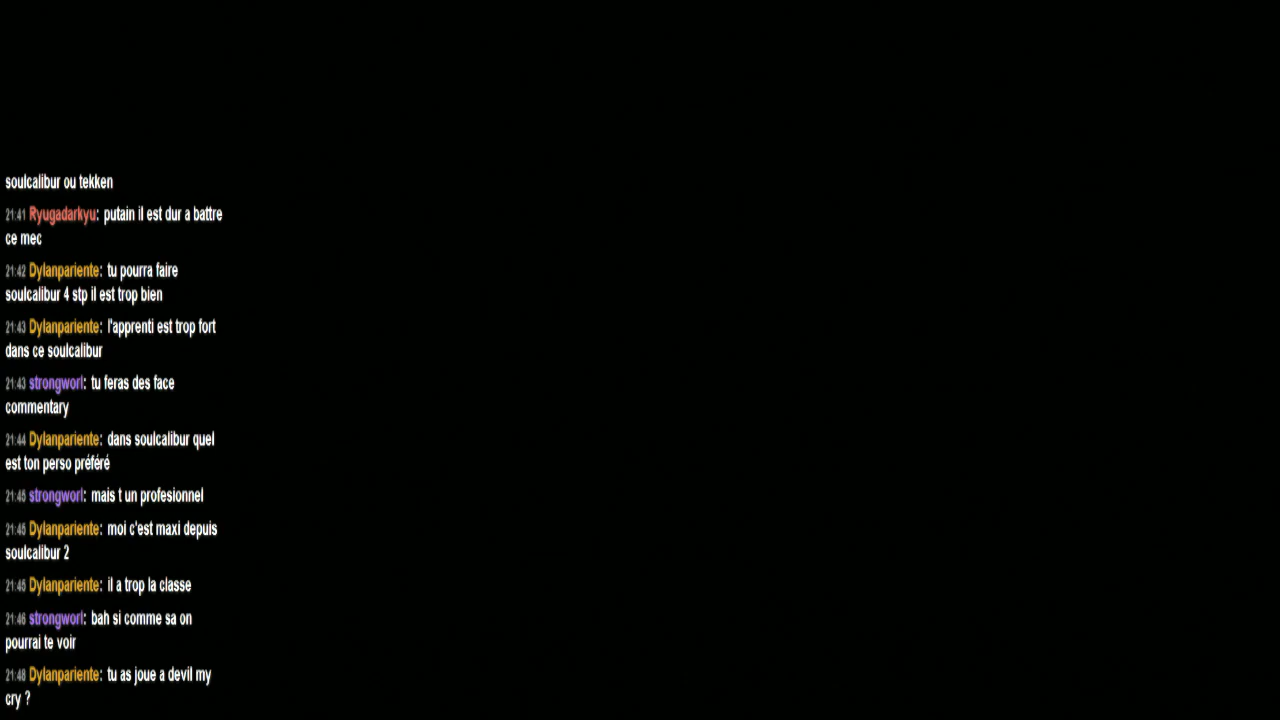 soulcalibur ou tekken
21:41 Ryugadarkyu: putain il est dur a battre
ce mec
21:42 Dylanpariente: tu pourra faire
soulcalibur 4 stp il est trop bien
21:43 Dylanpariente: l'apprenti est trop fort
dans ce soulcalibur
21:43 strongworl: tu feras des face
commentary
21:44 Dylanpariente: dans soulcalibur quel
est ton perso préféré
21:45 strongworl: mais t un profesionnel
21:45 Dylanpariente: moi c'est maxi depuis
soulcalibur 2
21:45 Dylanpariente: il a trop la classe
21:46 strongworl: bah si comme sa on
pourrai te voir
21:48 Dylanpariente: tu as joue a devil my
cry ?